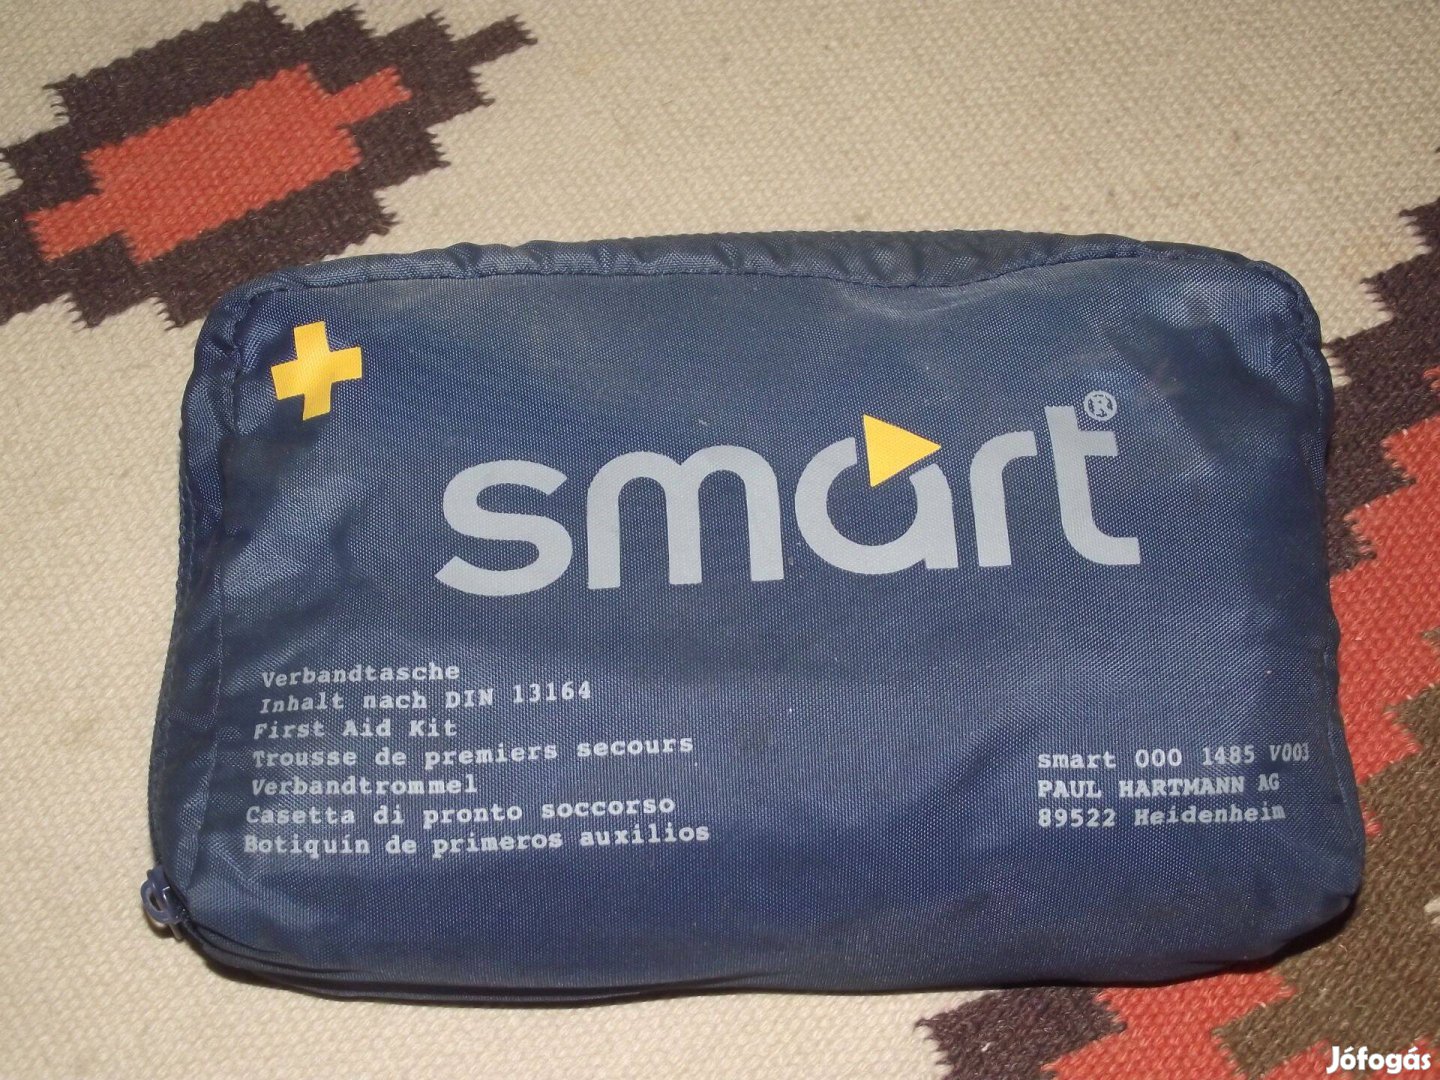 smart®
Verbandtasche
Inhalt nach DIN 13164
First Aid Kit
Trousse de premiers secours
Verbandtrommel
Casetta di pronto soccorso
Botiquín de primeros auxilios
smart 000 1485 V003
PAUL HARTMANN AG
89522 Heidenheim
Jófogás